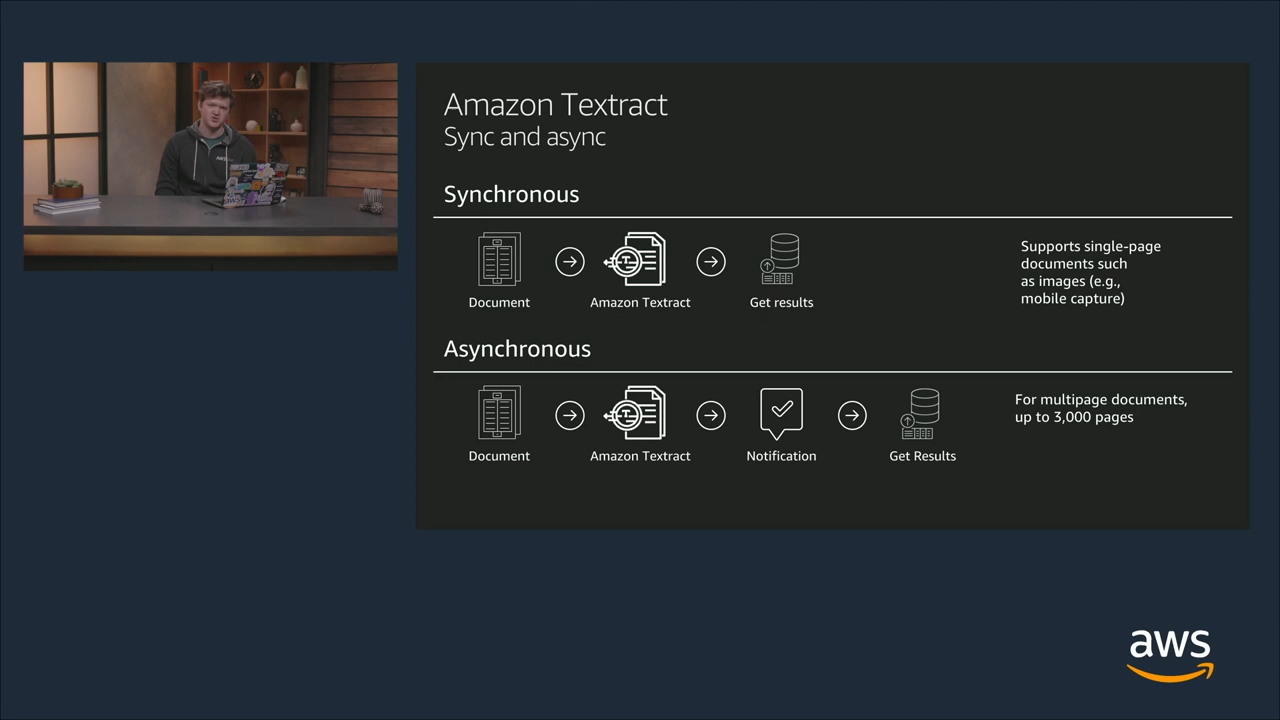 Amazon Textract
Sync and async
Synchronous
Document
Amazon Textract
Get results
Supports single-page
documents such
as images (e.g.,
mobile capture)
Asynchronous
Document
Amazon Textract
Notification
Get Results
For multipage documents,
up to 3,000 pages
aws